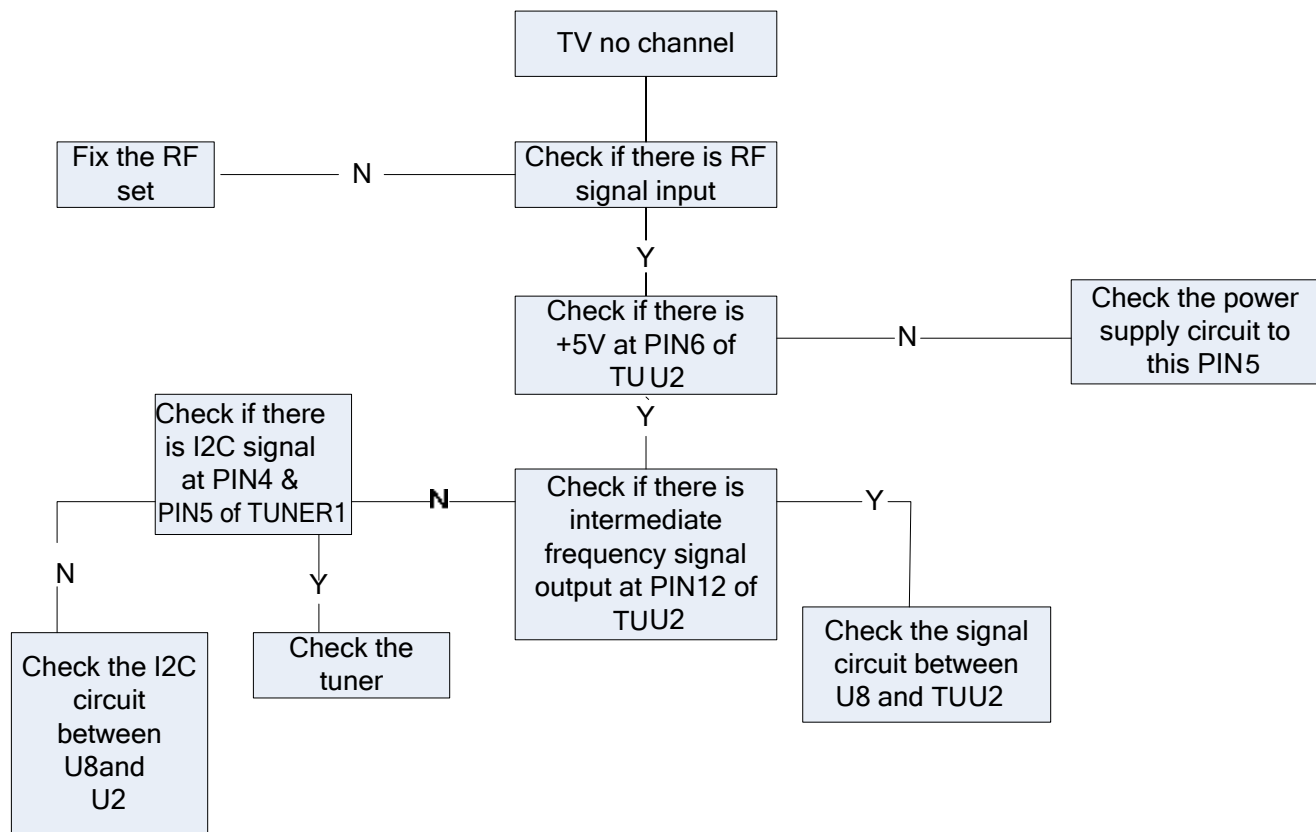 TV no channel
Fix the RF
set
N
Check if there is RF
signal input
Y
Check if there is
+5V at PIN6 of
TUU2
N
Check the power
supply circuit to
this PIN5
Y
Check if there
is I2C signal
at PIN4 &
PIN5 of TUNER1
N
Check if there is
intermediate
frequency signal
output at PIN12 of
TUU2
Y
N
Y
Check the I2C
circuit
between
U8and
U2
Check the
tuner
Check the signal
circuit between
U8 and TUU2